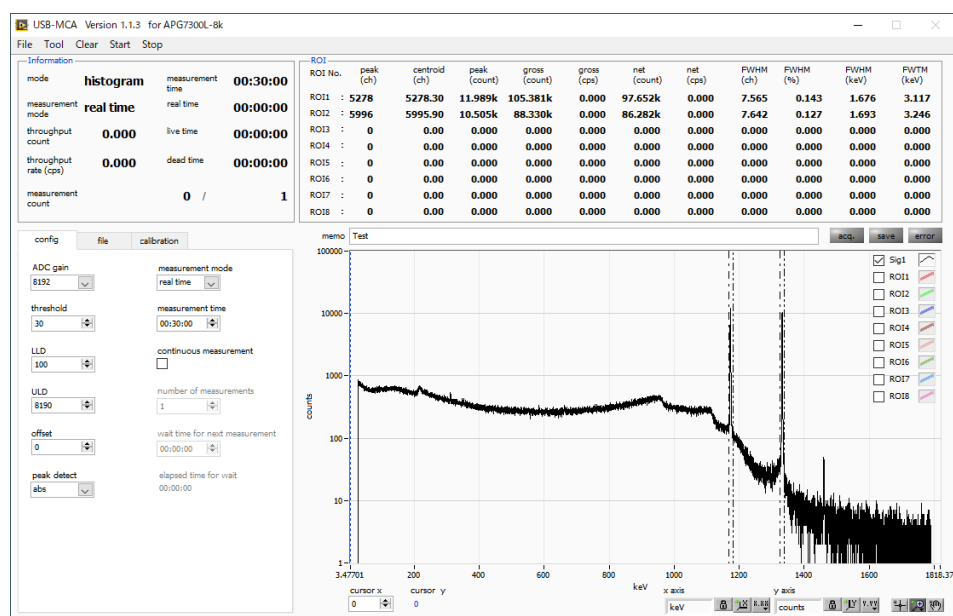 USB-MCA Version 1.1.3 for APG7300L-8k
File Tool Clear Start Stop
Information
mode histogram measurement time 00:30:00
measurement mode real time real time 00:00:00
throughput count 0.000 live time 00:00:00
throughput rate (cps) 0.000 dead time 00:00:00
measurement count 0 / 1
ROI
ROI No. peak (ch) centroid (ch) peak (count) gross (count) gross (cps) net (count) net (cps) FWHM (ch) FWHM (%) FWHM (keV) FWTM (keV)
ROI1 : 5278 5278.30 11.989k 105.381k 0.000 97.652k 0.000 7.565 0.143 1.676 3.117
ROI2 : 5996 5995.90 10.505k 88.330k 0.000 86.282k 0.000 7.642 0.127 1.693 3.246
ROI3 : 0 0.00 0.000 0.000 0.000 0.000 0.000 0.000 0.000 0.000 0.000
ROI4 : 0 0.00 0.000 0.000 0.000 0.000 0.000 0.000 0.000 0.000 0.000
ROI5 : 0 0.00 0.000 0.000 0.000 0.000 0.000 0.000 0.000 0.000 0.000
ROI6 : 0 0.00 0.000 0.000 0.000 0.000 0.000 0.000 0.000 0.000 0.000
ROI7 : 0 0.00 0.000 0.000 0.000 0.000 0.000 0.000 0.000 0.000 0.000
ROI8 : 0 0.00 0.000 0.000 0.000 0.000 0.000 0.000 0.000 0.000 0.000
config file calibration
ADC gain measurement mode
8192 real time
threshold measurement time
30 00:30:00
LLD continuous measurement
100
ULD number of measurements
8190 1
offset wait time for next measurement
0 00:00:00
peak detect elapsed time for wait
abs 00:00:00
memo Test acq. save error
100000
10000
1000
100
10
1
counts
Sig1
ROI1
ROI2
ROI3
ROI4
ROI5
ROI6
ROI7
ROI8
3.47701 200 400 600 800 1000 1200 1400 1600 1818.37
keV
cursor x cursor y x axis y axis
0 0 keV X X.XX counts Y Y.YY